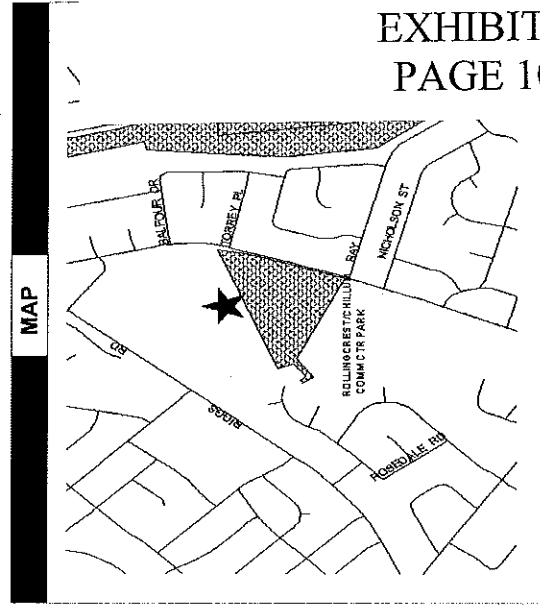 EXHIBIT
PAGE 10
MAP
BALFOUR DR
TORREY PL
RAY
NICHOLSON ST
ROLLINGCREST/CHILLUM
COMM CTR PARK
RD
RIGGS
ROSEDALE RD